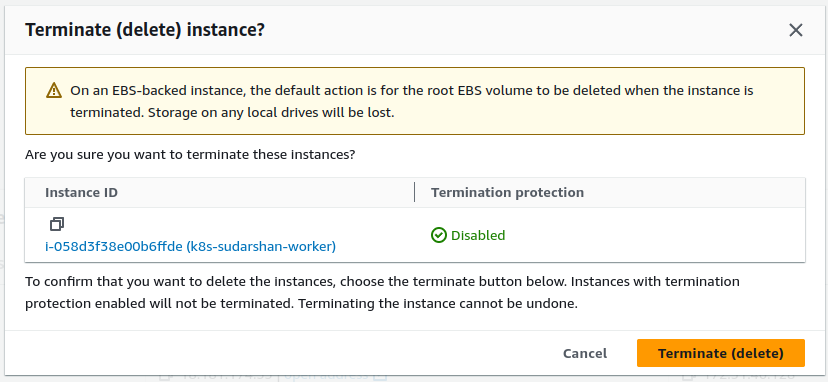 Terminate (delete) instance?
On an EBS-backed instance, the default action is for the root EBS volume to be deleted when the instance is
terminated. Storage on any local drives will be lost.
Are you sure you want to terminate these instances?
Instance ID
Termination protection
i-058d3f38e00b6ffde (k8s-sudarshan-worker)
Disabled
To confirm that you want to delete the instances, choose the terminate button below. Instances with termination
protection enabled will not be terminated. Terminating the instance cannot be undone.
Cancel
Terminate (delete)